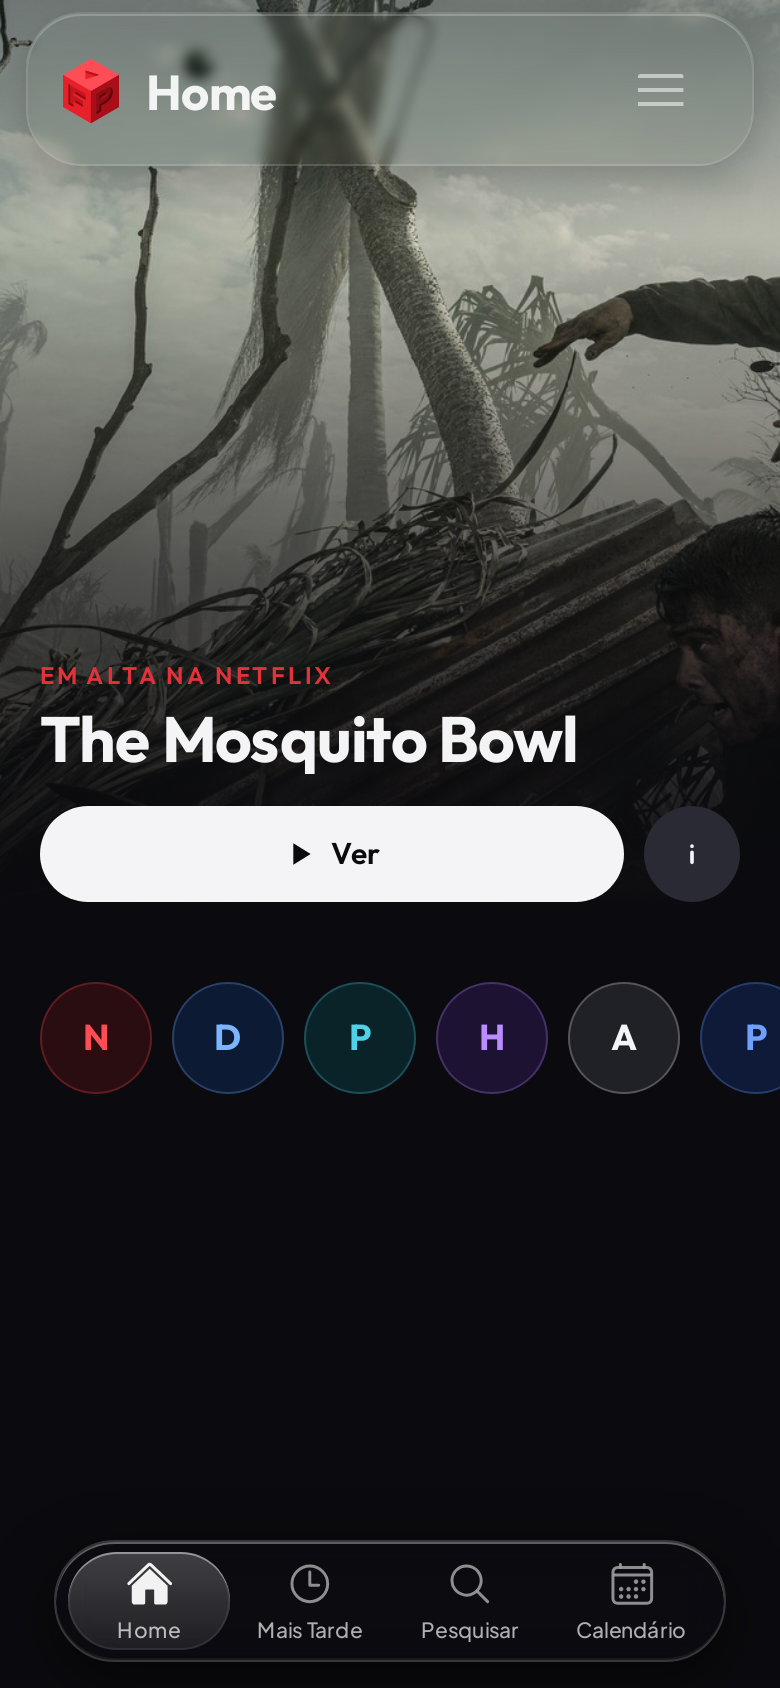 Home
EM ALTA NA NETFLIX
The Mosquito Bowl
Ver
i
N D P H A P
Home Mais Tarde Pesquisar Calendário